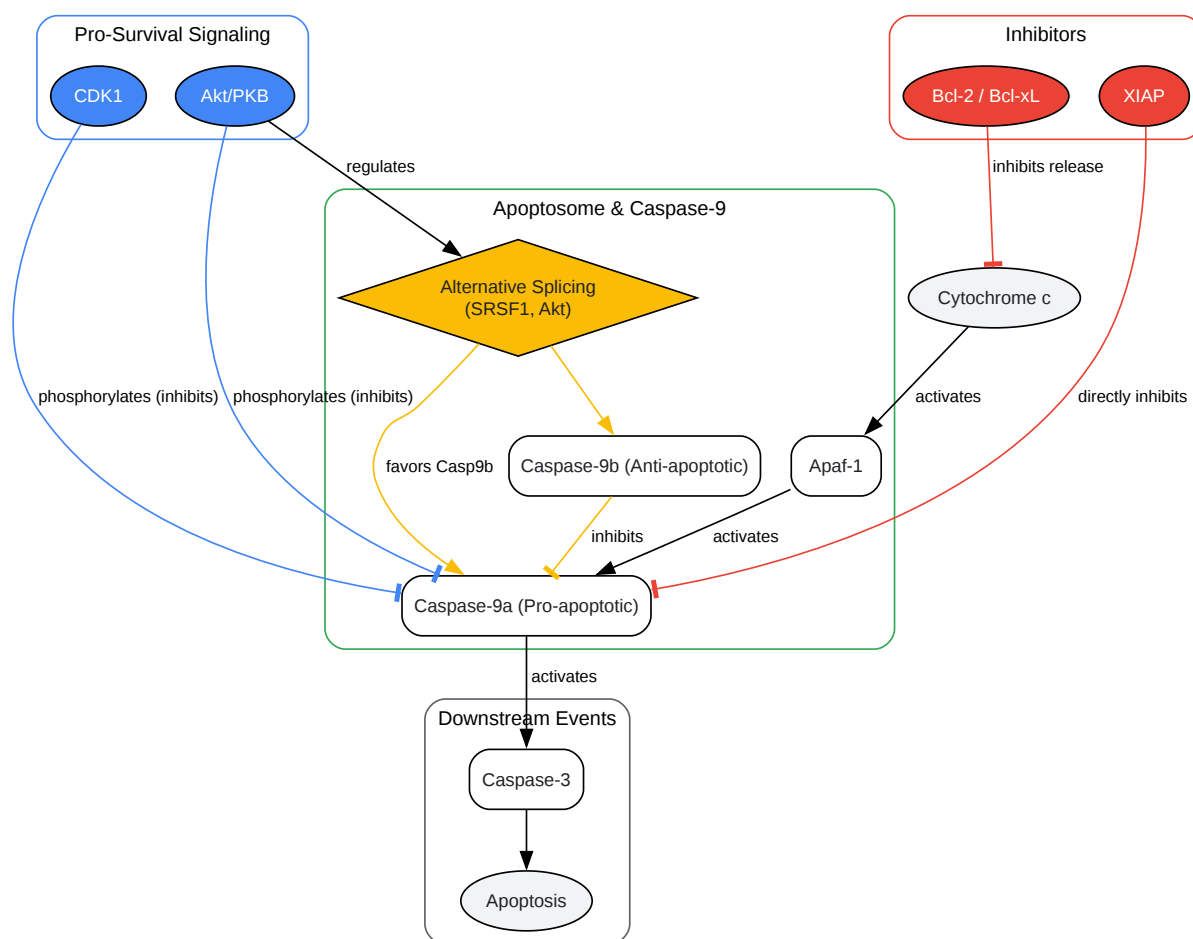 Pro-Survival Signaling
Inhibitors
CDK1
Akt/PKB
Bcl-2 / Bcl-xL
XIAP
regulates
inhibits release
Apoptosome & Caspase-9
Alternative Splicing
(SRSF1, Akt)
Cytochrome c
phosphorylates (inhibits)
phosphorylates (inhibits)
activates
directly inhibits
favors Casp9b
Caspase-9b (Anti-apoptotic)
Apaf-1
inhibits
activates
Caspase-9a (Pro-apoptotic)
activates
Downstream Events
Caspase-3
Apoptosis